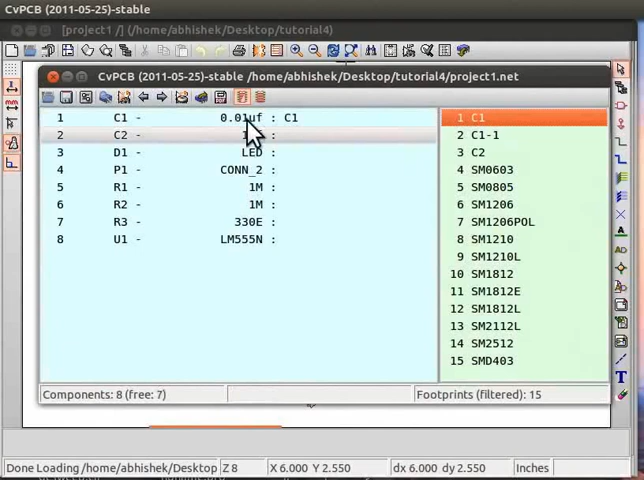 CvPCB (2011-05-25)-stable
[project1 /] (/home/abhishek/Desktop/tutorial4)
CvPCB (2011-05-25)-stable /home/abhishek/Desktop/tutorial4/project1.net
1 C1 - 0.01uf : C1
2 C2 - :
3 D1 - LED :
4 P1 - CONN_2 :
5 R1 - 1M :
6 R2 - 1M :
7 R3 - 330E :
8 U1 - LM555N :
1 C1
2 C1-1
3 C2
4 SM0603
5 SM0805
6 SM1206
7 SM1206POL
8 SM1210
9 SM1210L
10 SM1812
11 SM1812E
12 SM1812L
13 SM2112L
14 SM2512
15 SMD403
Components: 8 (free: 7)
Footprints (filtered): 15
Done Loading /home/abhishek/Desktop
Z 8
X 6.000 Y 2.550
dx 6.000 dy 2.550
Inches